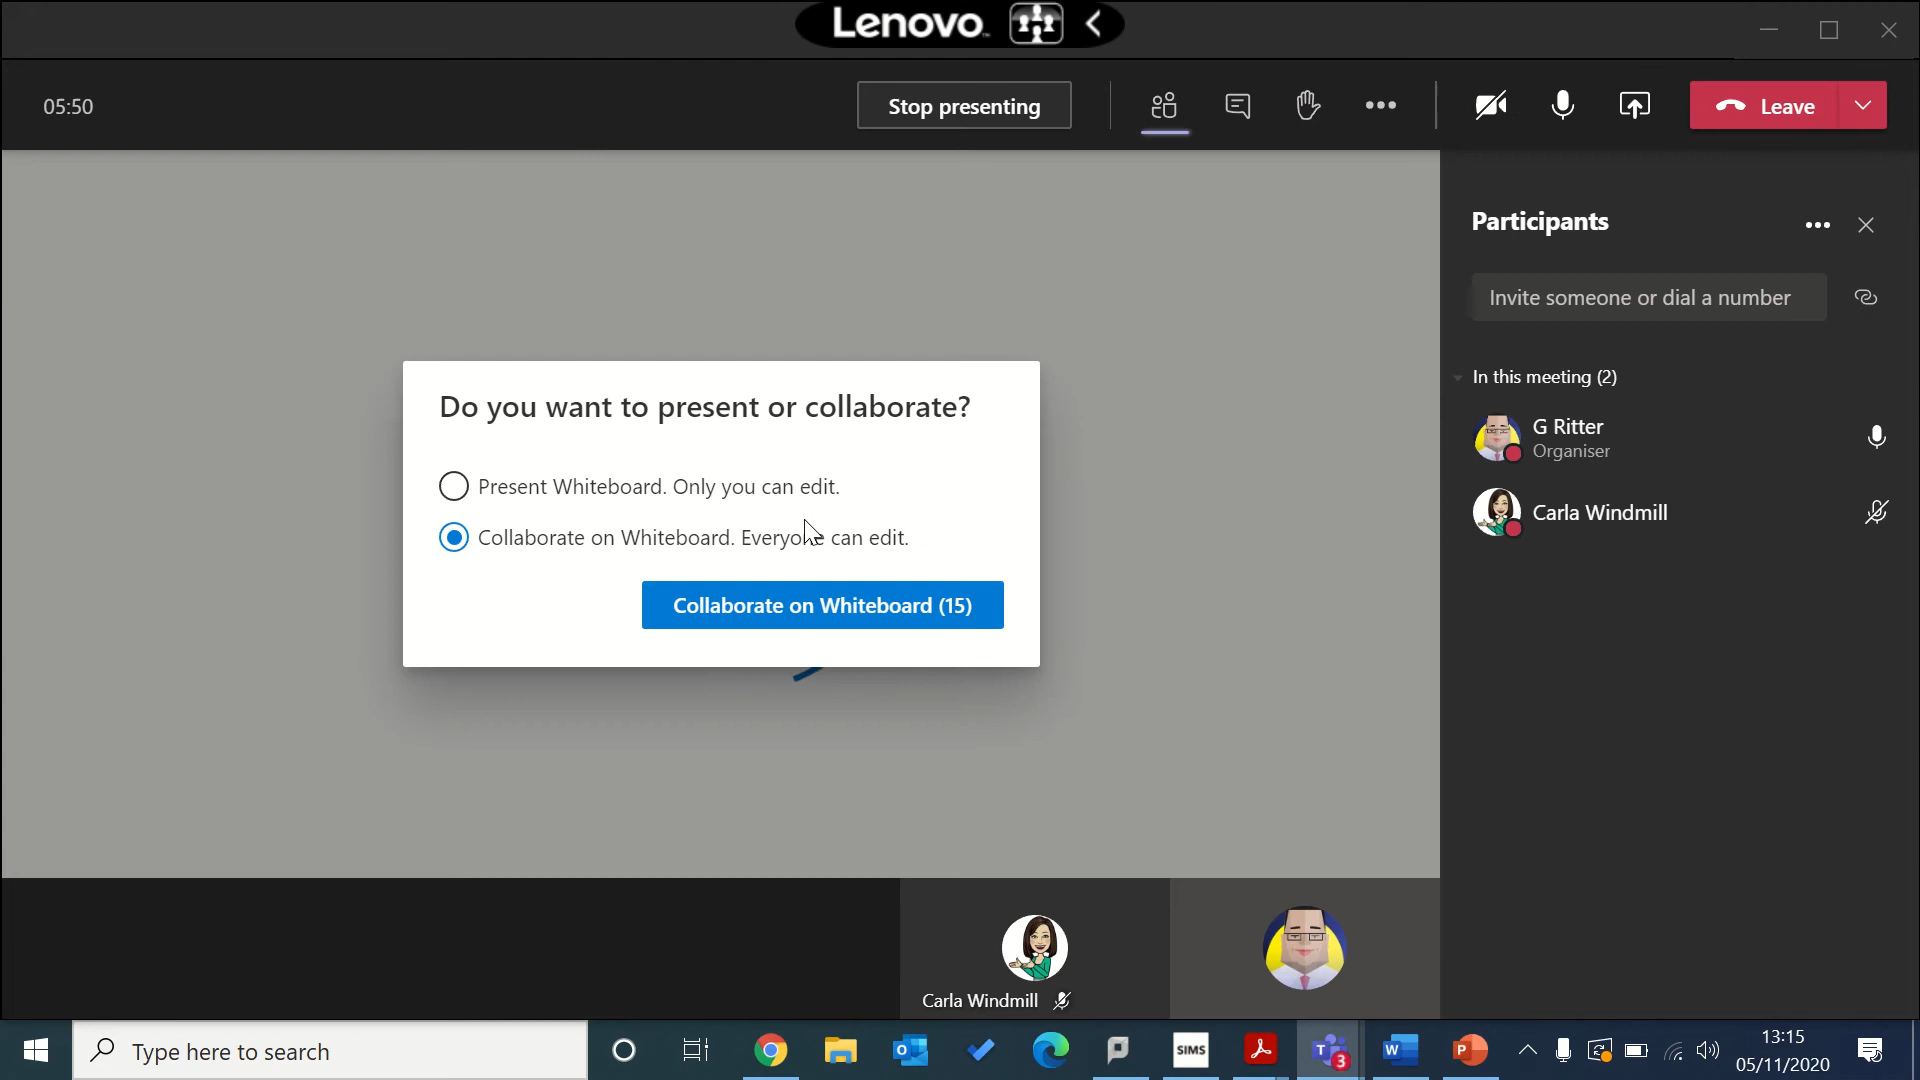 Lenovo
05:50
Stop presenting
Leave
Participants
Invite someone or dial a number
In this meeting (2)
G Ritter
Organiser
Carla Windmill
Do you want to present or collaborate?
Present Whiteboard. Only you can edit.
Collaborate on Whiteboard. Everyone can edit.
Collaborate on Whiteboard (15)
Carla Windmill
Type here to search
SIMS
T 3
W
P
13:15
05/11/2020